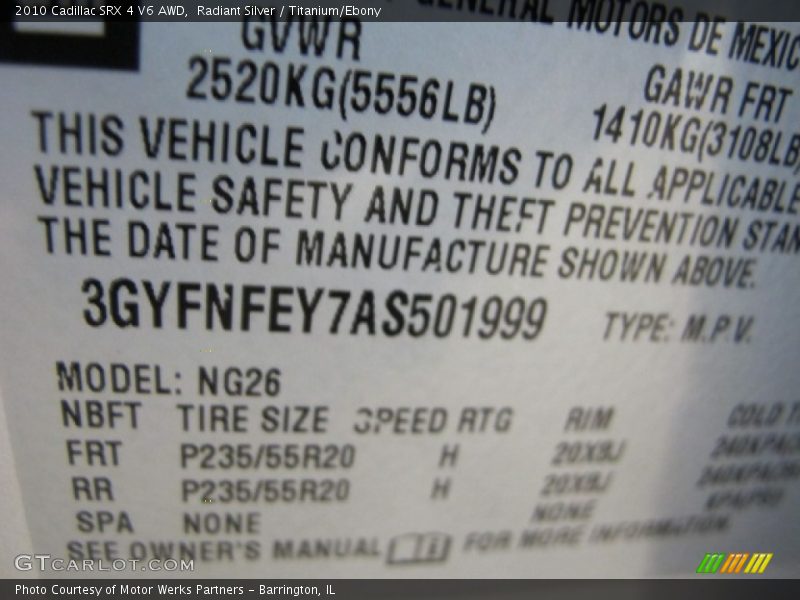 2010 Cadillac SRX 4 V6 AWD, Radiant Silver / Titanium/Ebony
GENERAL MOTORS DE MEXIC
GVWR
GAWR FRT
2520KG(5556LB)
1410KG(3108LB)
THIS VEHICLE CONFORMS TO ALL APPLICABLE
VEHICLE SAFETY AND THEFT PREVENTION STAN
THE DATE OF MANUFACTURE SHOWN ABOVE.
3GYFNFEY7AS501999
TYPE: M.P.V.
MODEL: NG26
NBFT TIRE SIZE SPEED RTG RIM COLD
FRT P235/55R20 H 20X8J
RR P235/55R20 H 20X8J
SPA NONE NONE
SEE OWNER'S MANUAL FOR MORE INFORMATION
GTCARLOT.COM
Photo Courtesy of Motor Werks Partners - Barrington, IL